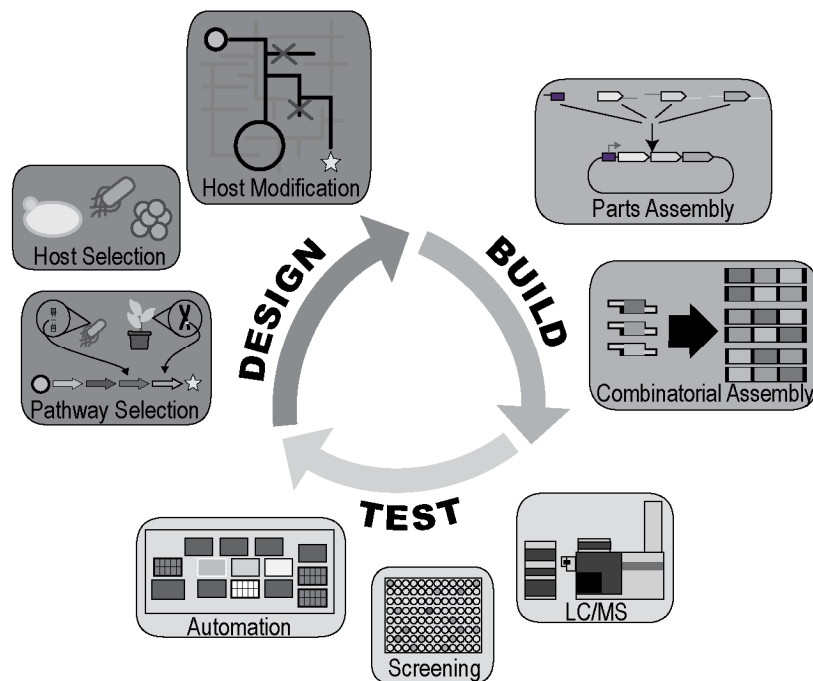 Host Modification
Host Selection
Pathway Selection
DESIGN
BUILD
TEST
Parts Assembly
Combinatorial Assembly
LC/MS
Screening
Automation